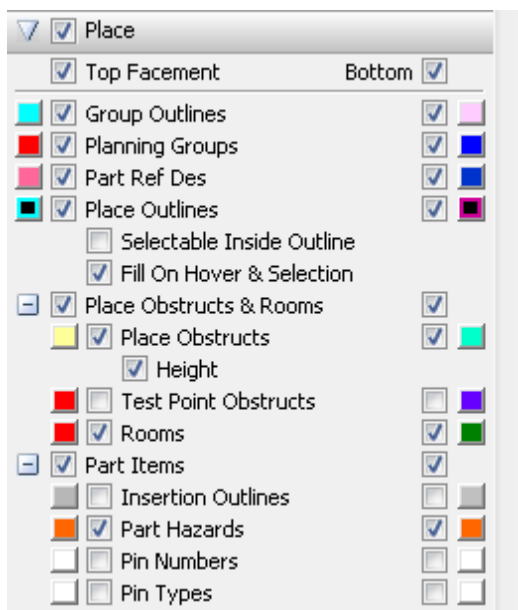 Place
Top Facement Bottom
Group Outlines
Planning Groups
Part Ref Des
Place Outlines
Selectable Inside Outline
Fill On Hover & Selection
Place Obstructs & Rooms
Place Obstructs
Height
Test Point Obstructs
Rooms
Part Items
Insertion Outlines
Part Hazards
Pin Numbers
Pin Types